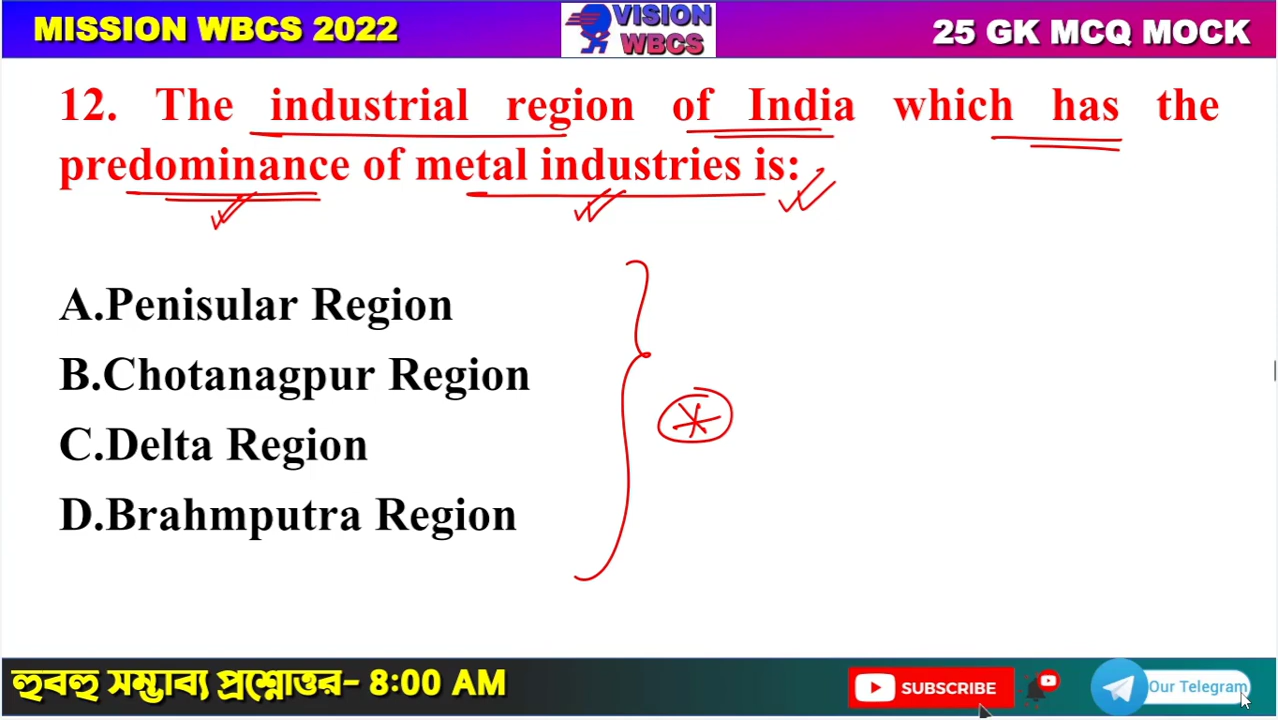 MISSION WBCS 2022
VISION
WBCS
25 GK MCQ MOCK
12. The industrial region of India which has the
predominance of metal industries is:
A.Penisular Region
B.Chotanagpur Region
C.Delta Region
D.Brahmputra Region
হুবহু সম্ভাব্য প্রশ্নোত্তর- 8:00 AM
SUBSCRIBE
Our Telegram